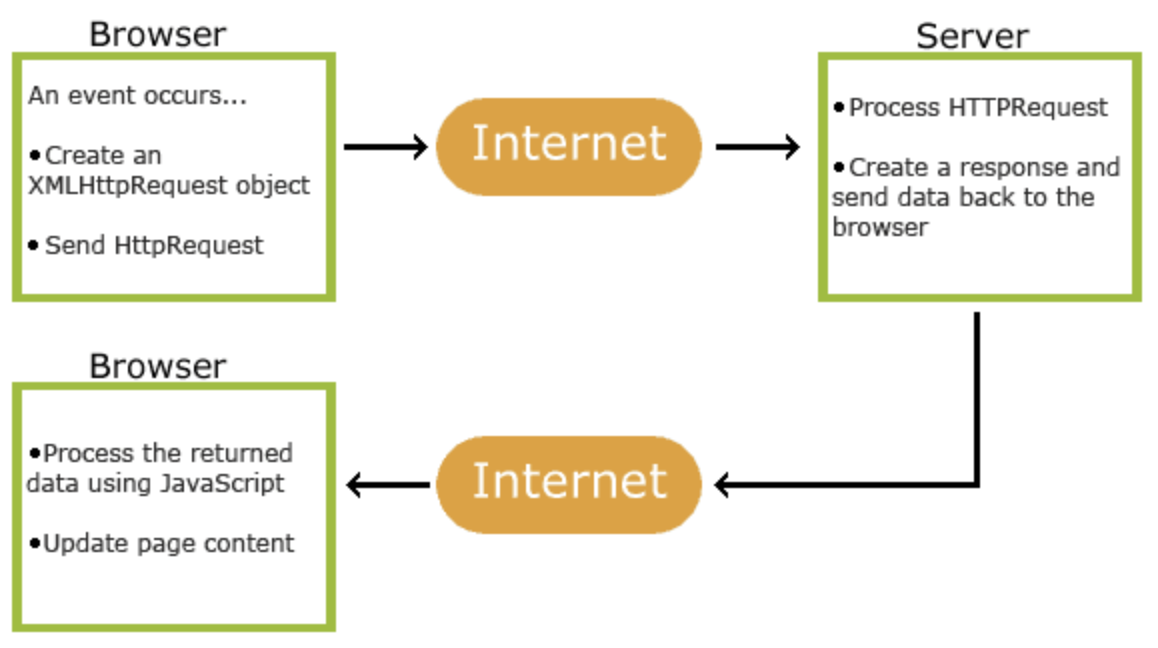 Browser
An event occurs...
•Create an
XMLHttpRequest object
• Send HttpRequest
Internet
Server
•Process HTTPRequest
•Create a response and
send data back to the
browser
Browser
•Process the returned
data using JavaScript
•Update page content
Internet